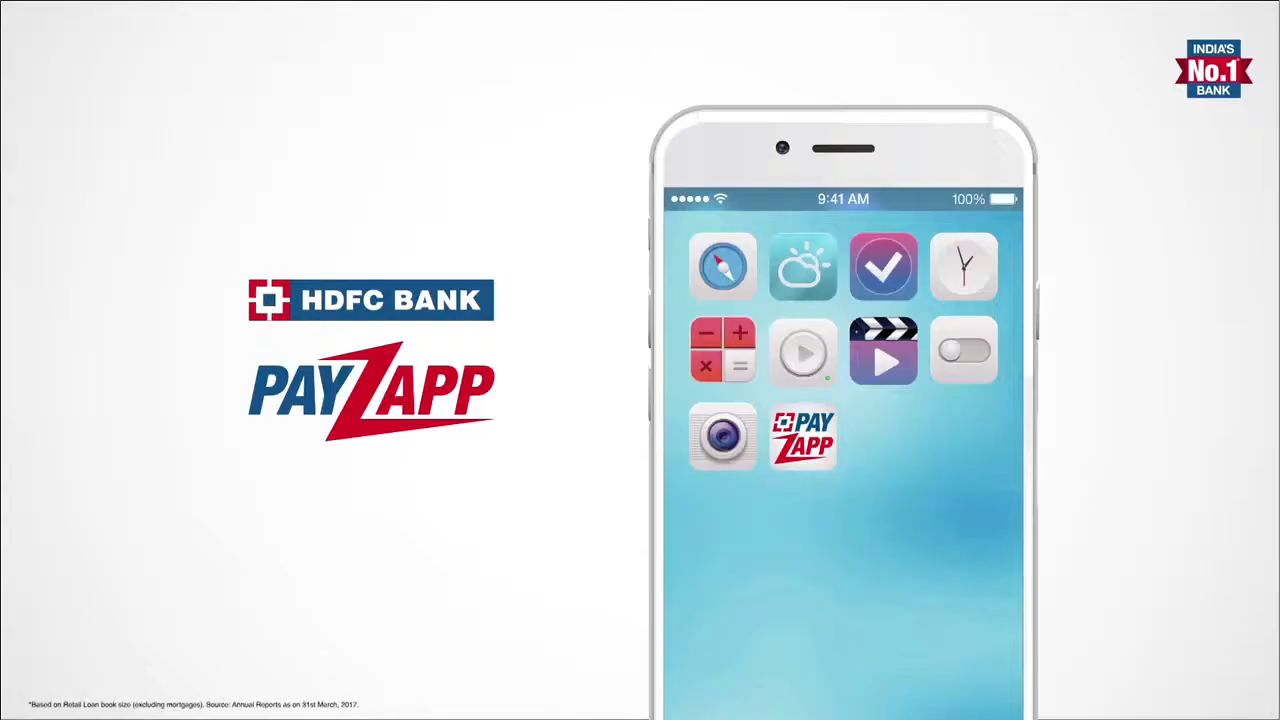 INDIA'S
No.1*
BANK
9:41 AM
100%
HDFC BANK
PAYZAPP
PAY
ZAPP
*Based on Retail Loan book size (excluding mortgages). Source: Annual Reports as on 31st March, 2017.